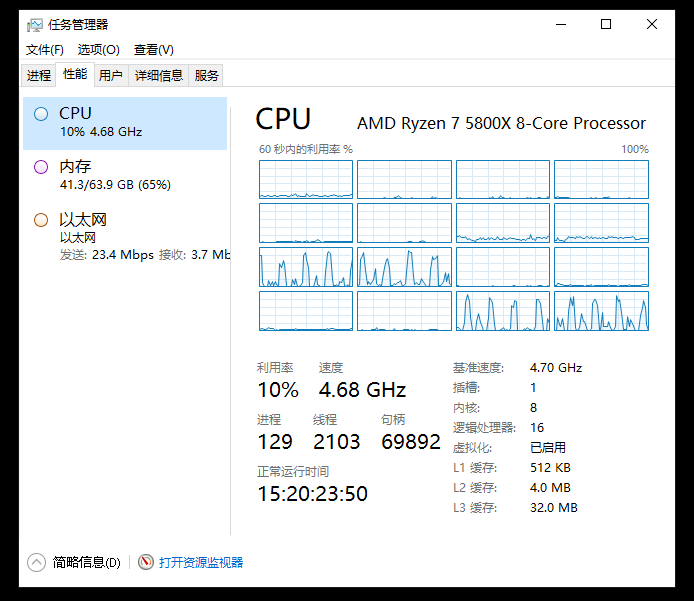 任务管理器
文件(F) 选项(O) 查看(V)
进程 性能 用户 详细信息 服务
CPU
10% 4.68 GHz
内存
41.3/63.9 GB (65%)
以太网
以太网
发送: 23.4 Mbps 接收: 3.7 Mb
CPU AMD Ryzen 7 5800X 8-Core Processor
60 秒内的利用率 % 100%
利用率 速度
10% 4.68 GHz
进程 线程 句柄
129 2103 69892
正常运行时间
15:20:23:50
基准速度: 4.70 GHz
插槽: 1
内核: 8
逻辑处理器: 16
虚拟化: 已启用
L1 缓存: 512 KB
L2 缓存: 4.0 MB
L3 缓存: 32.0 MB
简略信息(D) 打开资源监视器